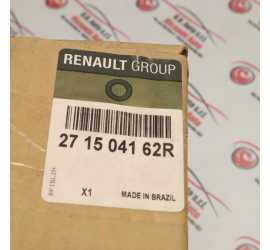 RENAULT GROUP
27 15 041 62R
X1
MADE IN BRAZIL